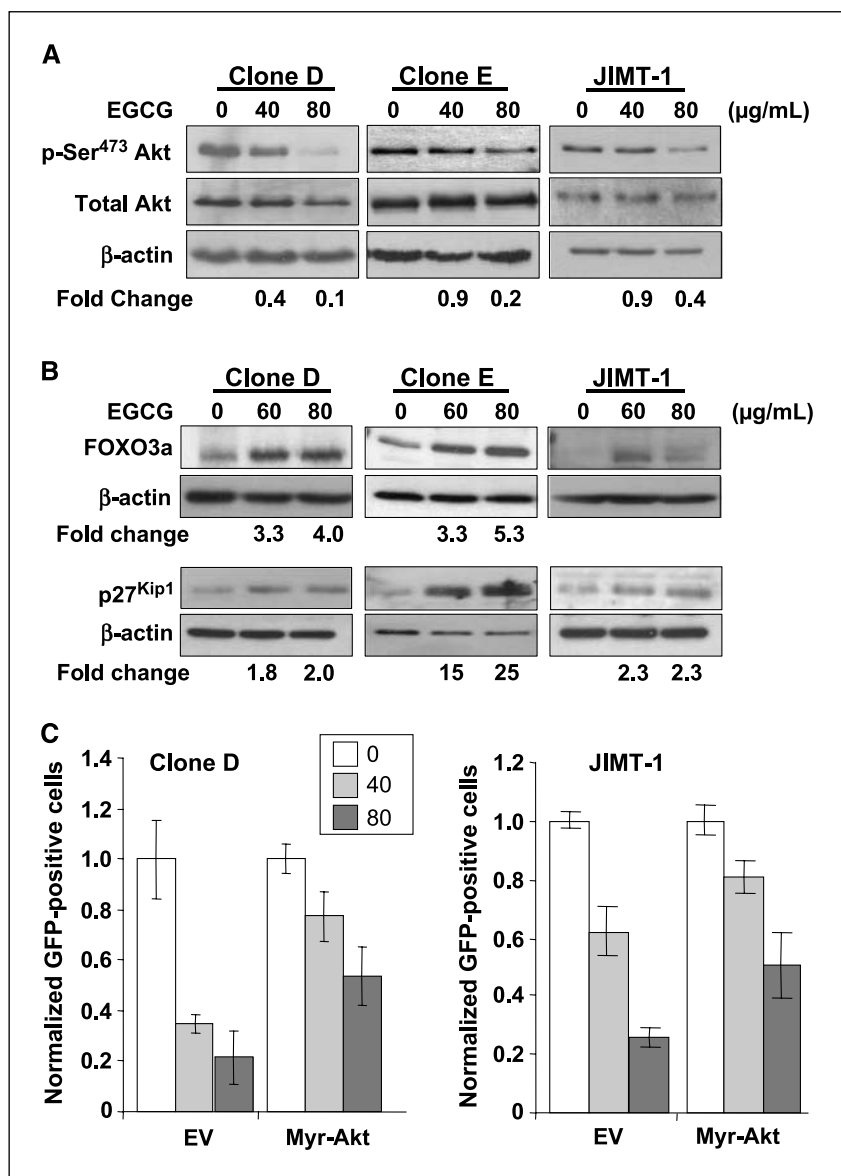 A
Clone D Clone E JIMT-1
EGCG 0 40 80 0 40 80 0 40 80 (µg/mL)
p-Ser473 Akt
Total Akt
β-actin
Fold Change 0.4 0.1 0.9 0.2 0.9 0.4
B
Clone D Clone E JIMT-1
EGCG 0 60 80 0 60 80 0 60 80 (µg/mL)
FOXO3a
β-actin
Fold change 3.3 4.0 3.3 5.3
p27Kip1
β-actin
Fold change 1.8 2.0 15 25 2.3 2.3
C
Clone D
Normalized GFP-positive cells
1.4
1.2
1.0
0.8
0.6
0.4
0.2
0
EV Myr-Akt
0
40
80
JIMT-1
Normalized GFP-positive cells
1.2
1.0
0.8
0.6
0.4
0.2
0
EV Myr-Akt